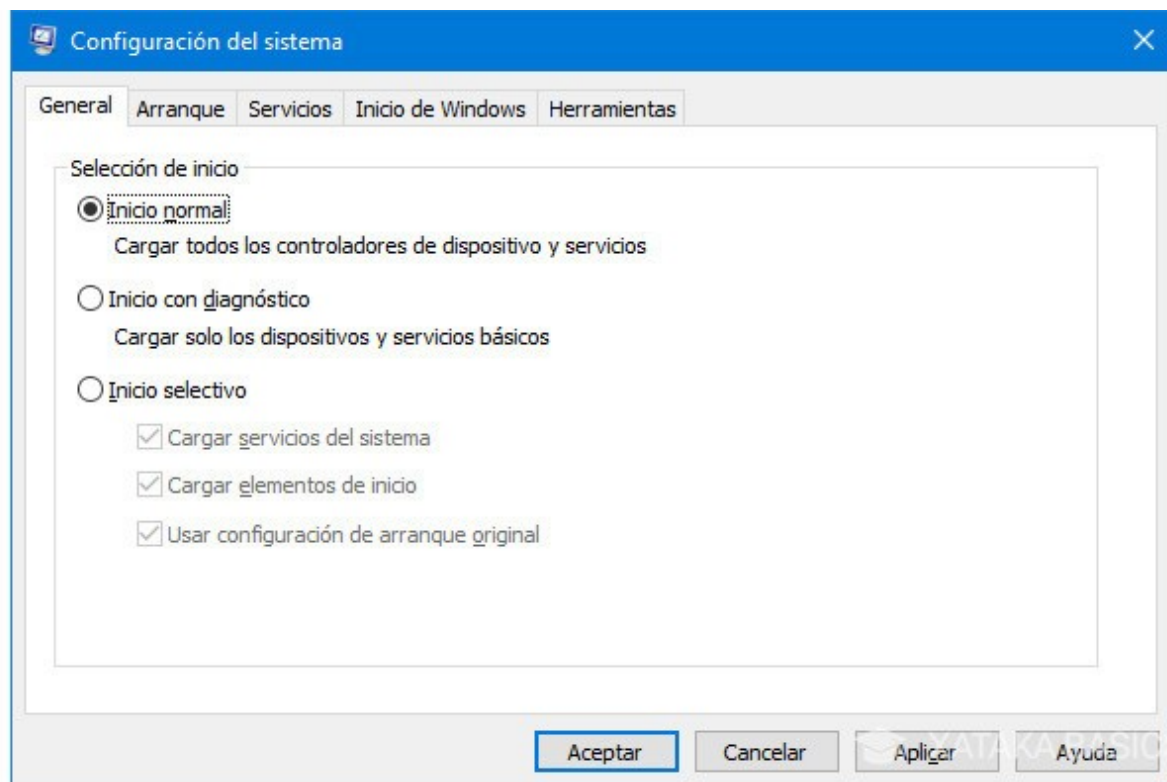 Configuración del sistema
General Arranque Servicios Inicio de Windows Herramientas
Selección de inicio
Inicio normal
Cargar todos los controladores de dispositivo y servicios
Inicio con diagnóstico
Cargar solo los dispositivos y servicios básicos
Inicio selectivo
Cargar servicios del sistema
Cargar elementos de inicio
Usar configuración de arranque original
Aceptar Cancelar Aplicar Ayuda
XATAKA BASIC